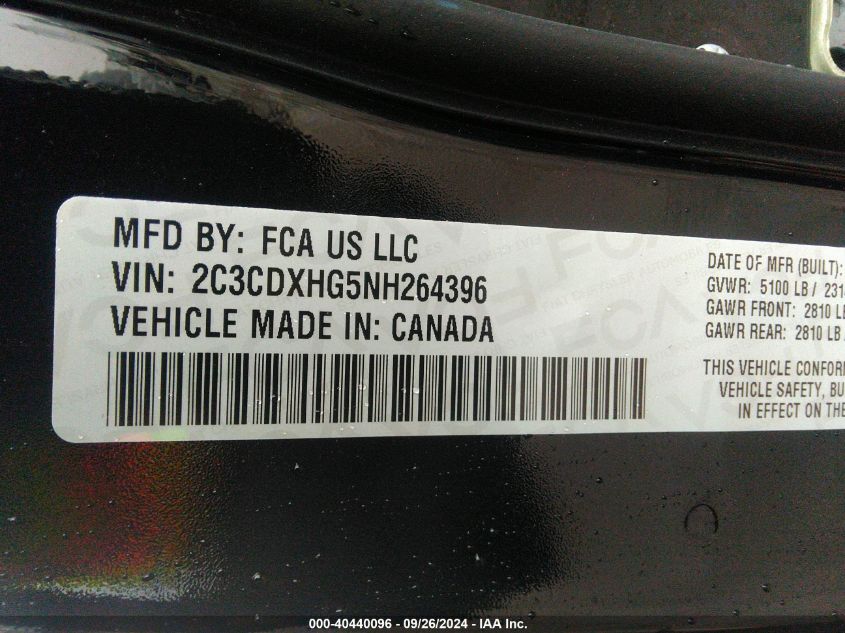 MFD BY: FCA US LLC
VIN: 2C3CDXHG5NH264396
VEHICLE MADE IN: CANADA
DATE OF MFR (BUILT):
GVWR: 5100 LB / 231
GAWR FRONT: 2810 LB
GAWR REAR: 2810 LB
THIS VEHICLE CONFOR
VEHICLE SAFETY, BU
IN EFFECT ON THE
000-40440096 - 09/26/2024 - IAA Inc.